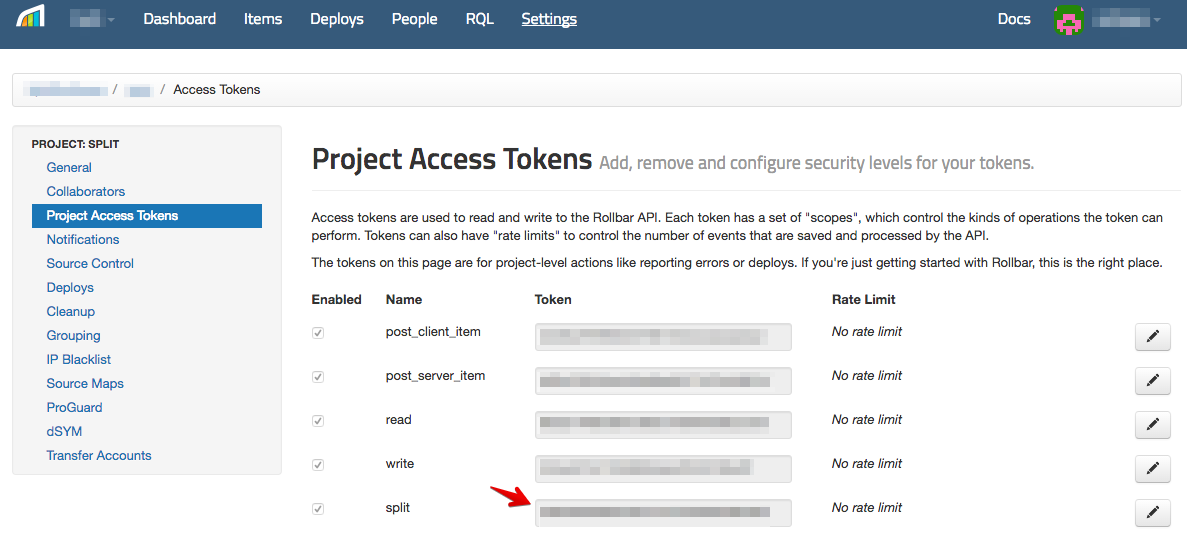 Dashboard Items Deploys People RQL Settings Docs
/ / Access Tokens
PROJECT: SPLIT
General
Collaborators
Project Access Tokens
Notifications
Source Control
Deploys
Cleanup
Grouping
IP Blacklist
Source Maps
ProGuard
dSYM
Transfer Accounts
Project Access Tokens Add, remove and configure security levels for your tokens.
Access tokens are used to read and write to the Rollbar API. Each token has a set of "scopes", which control the kinds of operations the token can
perform. Tokens can also have "rate limits" to control the number of events that are saved and processed by the API.
The tokens on this page are for project-level actions like reporting errors or deploys. If you're just getting started with Rollbar, this is the right place.
Enabled Name Token Rate Limit
post_client_item No rate limit
post_server_item No rate limit
read No rate limit
write No rate limit
split No rate limit